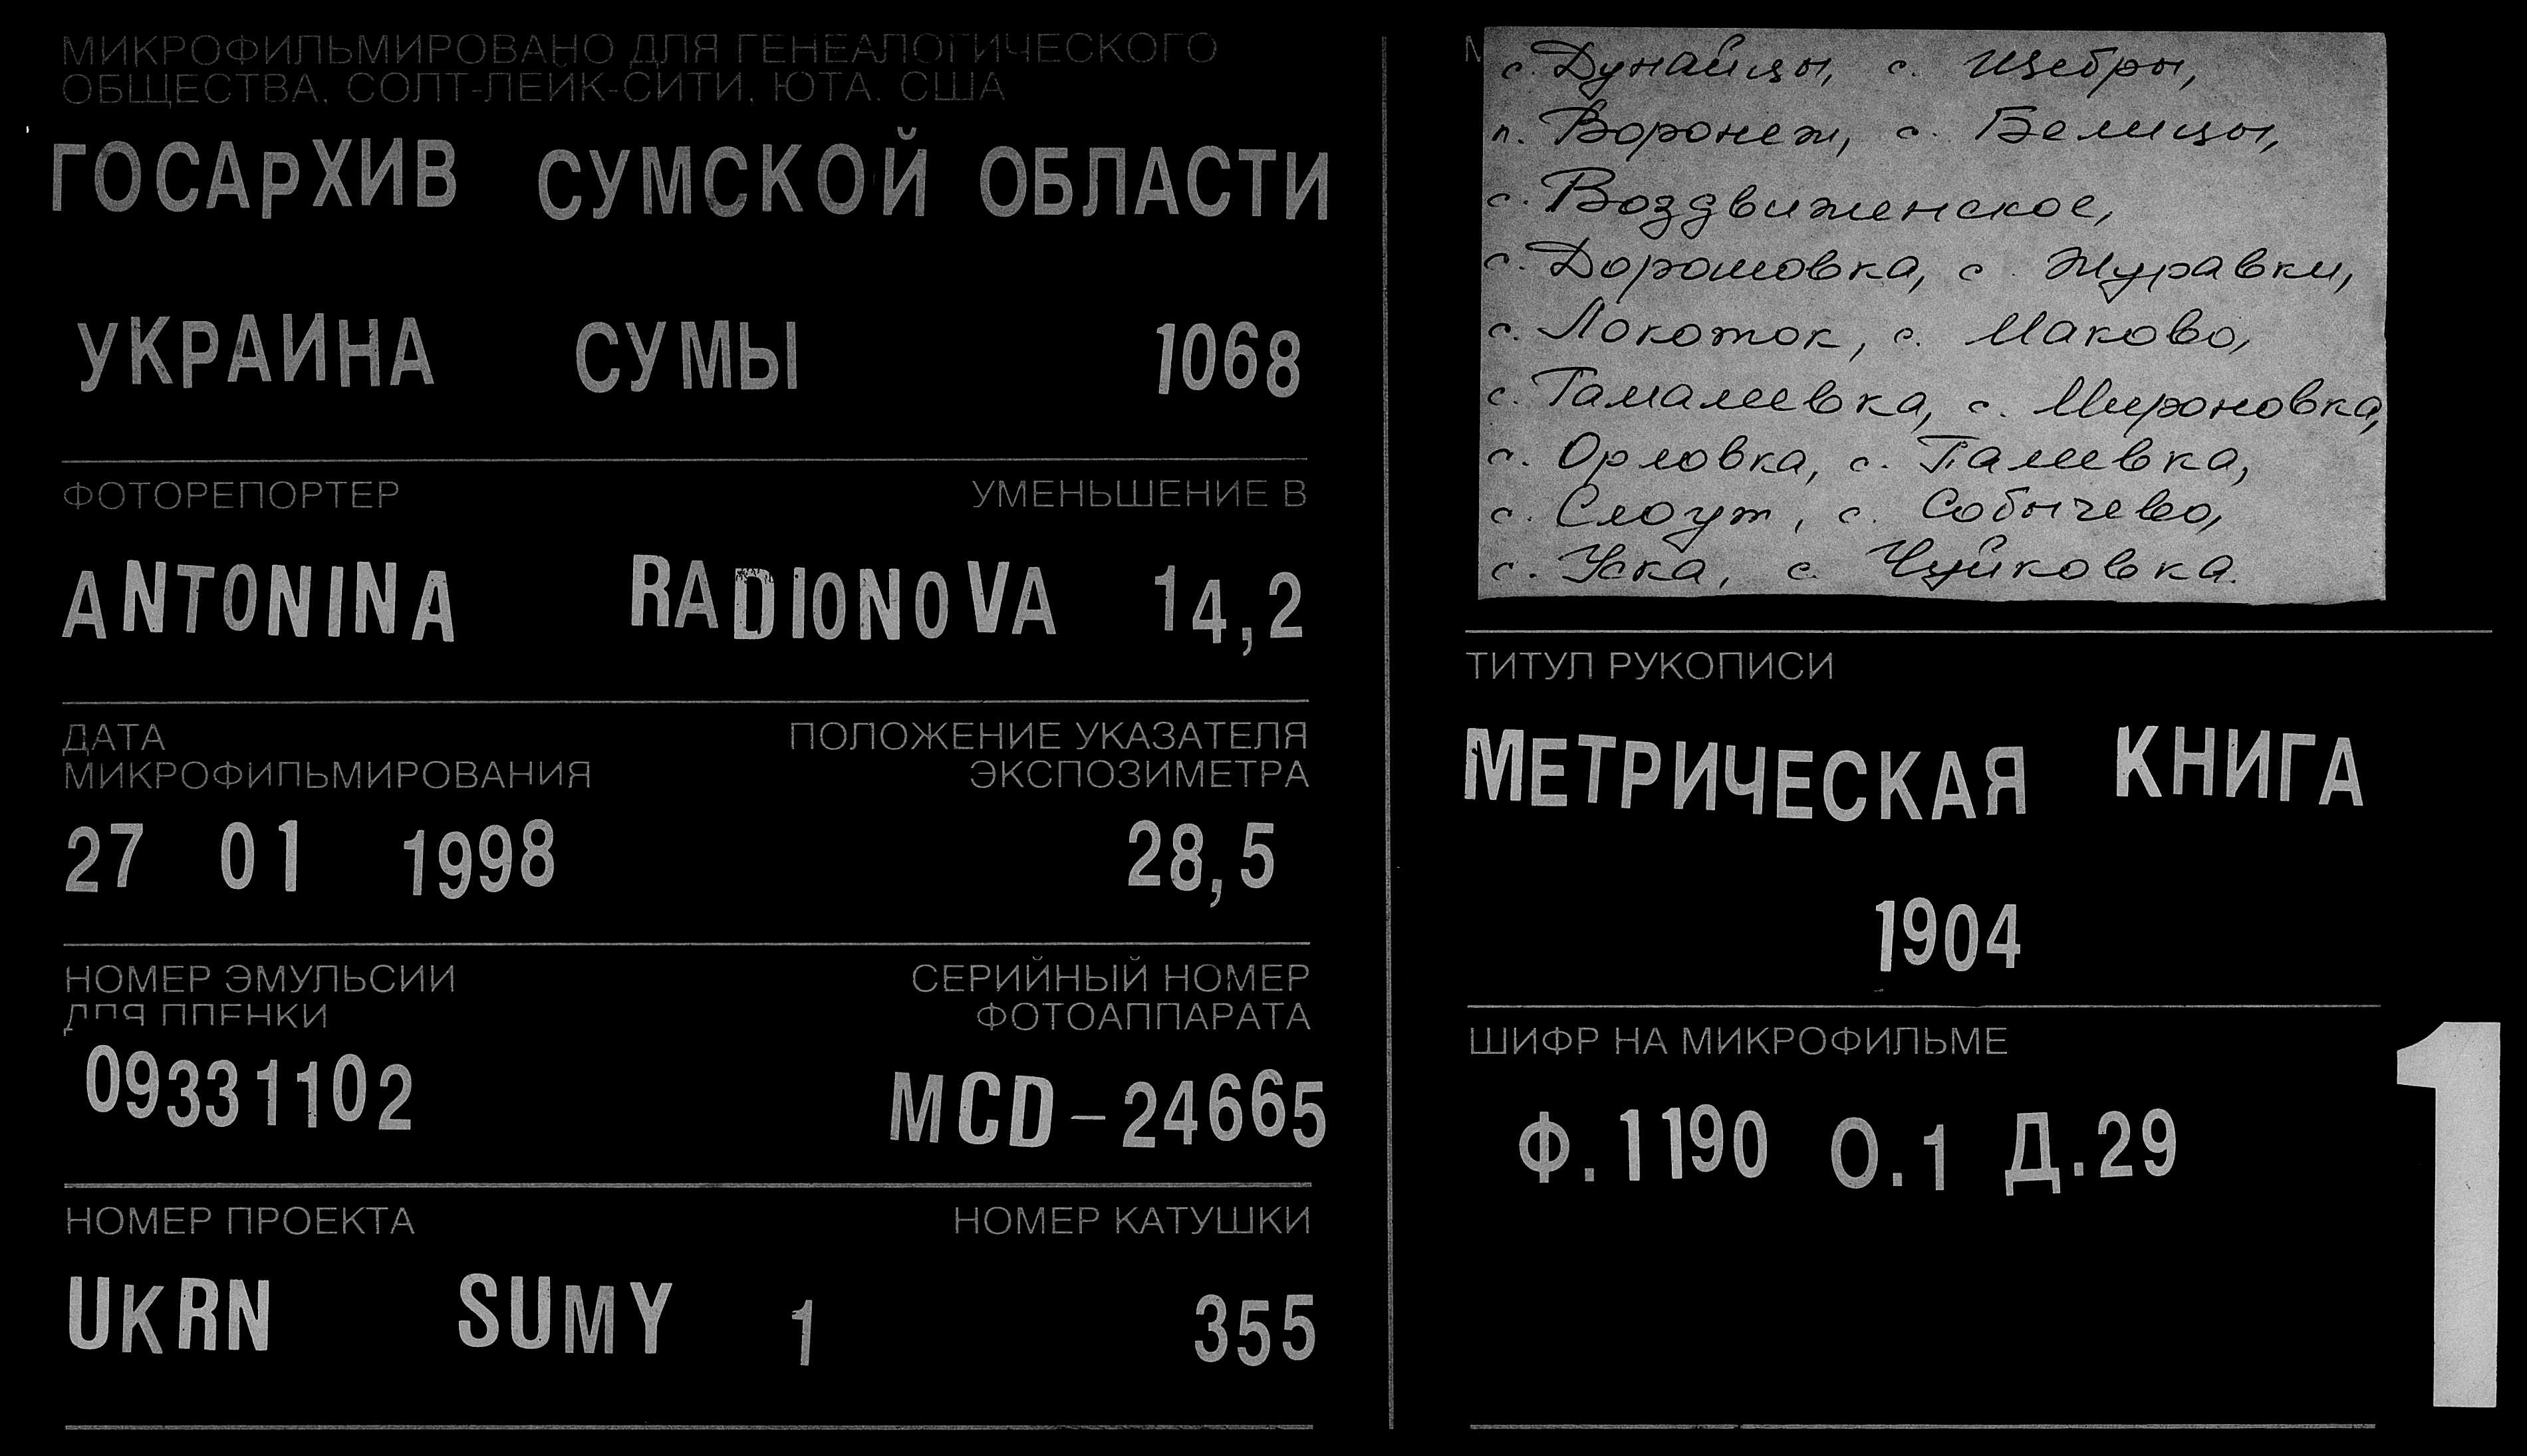 МИКРОФИЛЬМИРОВАНО ДЛЯ ГЕНЕАЛОГИЧЕСКОГО
ОБЩЕСТВА, СОЛТ-ЛЕЙК-СИТИ, ЮТА, США
ГОСАРХИВ СУМСКОЙ ОБЛАСТИ
УКРАИНА СУМЫ 1068
ФОТОРЕПОРТЕР УМЕНЬШЕНИЕ В
ANTONINA RADIONOVA 14,2
ДАТА
МИКРОФИЛЬМИРОВАНИЯ
ПОЛОЖЕНИЕ УКАЗАТЕЛЯ
ЭКСПОЗИМЕТРА
27 01 1998 28,5
НОМЕР ЭМУЛЬСИИ
ДЛЯ ПЛЕНКИ
СЕРИЙНЫЙ НОМЕР
ФОТОАППАРАТА
09331102 MCD-24665
НОМЕР ПРОЕКТА НОМЕР КАТУШКИ
UKRN SUMY 1 355
с. Дунайцы, с. Щебры,
п. Воронеж, с. Белицы,
с. Воздвиженское,
с. Дорошовка, с. Журавки,
с. Локоток, с. Маково,
с. Тамалеевка, с. Мироновка,
с. Орловка, с. Палеевка,
с. Слоут, с. Собычево,
с. Уска, с. Чуйковка.
ТИТУЛ РУКОПИСИ
МЕТРИЧЕСКАЯ КНИГА
1904
ШИФР НА МИКРОФИЛЬМЕ
Ф.1190 О.1 Д.29
1